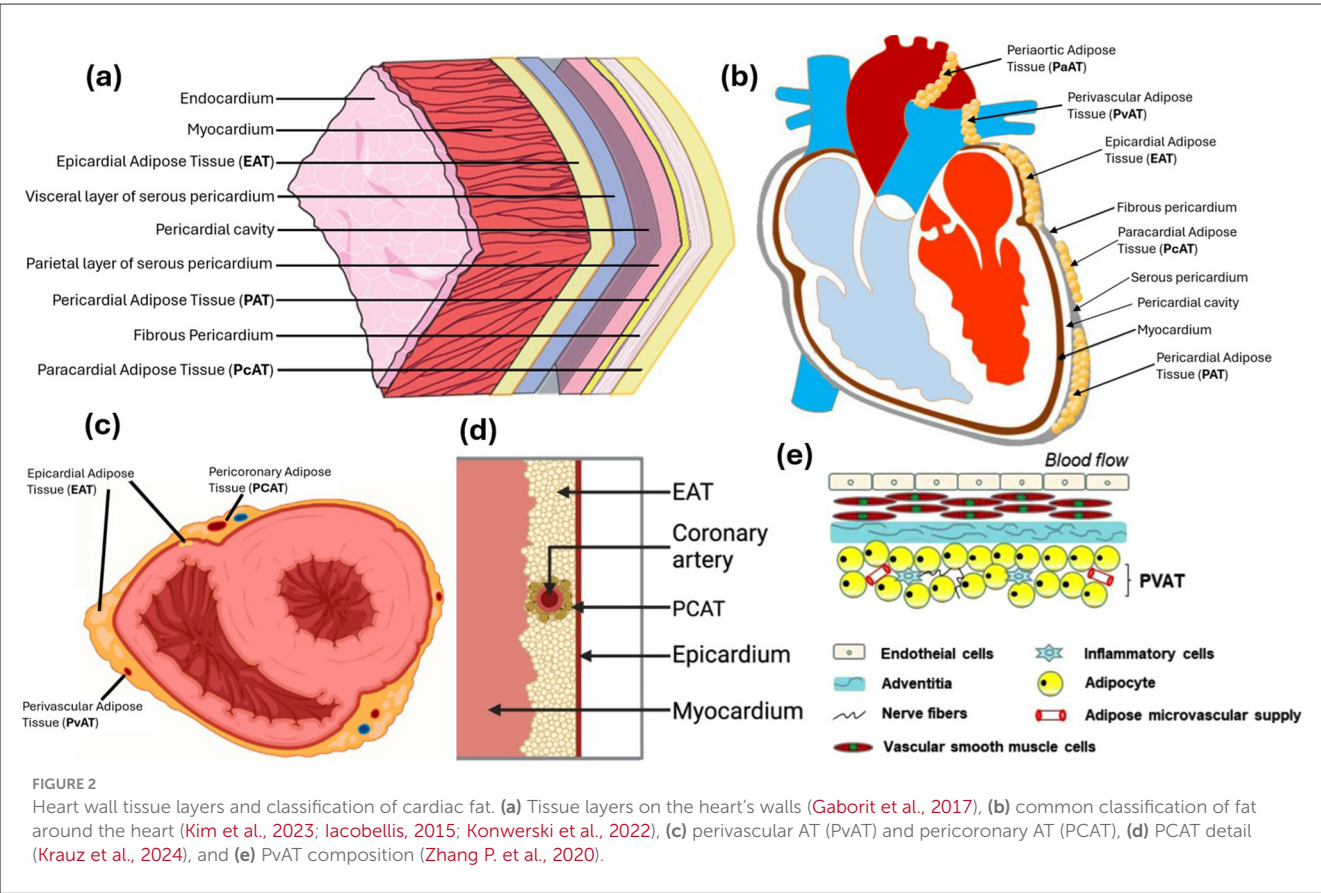 (a)
Endocardium
Myocardium
Epicardial Adipose Tissue (EAT)
Visceral layer of serous pericardium
Pericardial cavity
Parietal layer of serous pericardium
Pericardial Adipose Tissue (PAT)
Fibrous Pericardium
Paracardial Adipose Tissue (PcAT)
(b)
Periaortic Adipose
Tissue (PaAT)
Perivascular Adipose
Tissue (PvAT)
Epicardial Adipose
Tissue (EAT)
Fibrous pericardium
Paracardial Adipose
Tissue (PcAT)
Serous pericardium
Pericardial cavity
Myocardium
Pericardial Adipose
Tissue (PAT)
(c)
Epicardial Adipose
Tissue (EAT)
Pericoronary Adipose
Tissue (PCAT)
Perivascular Adipose
Tissue (PvAT)
(d)
EAT
Coronary
artery
PCAT
Epicardium
Myocardium
(e)
Blood flow
PVAT
Endotheial cells
Inflammatory cells
Adventitia
Adipocyte
Nerve fibers
Adipose microvascular supply
Vascular smooth muscle cells
FIGURE 2
Heart wall tissue layers and classification of cardiac fat. (a) Tissue layers on the heart's walls (Gaborit et al., 2017), (b) common classification of fat
around the heart (Kim et al., 2023; Iacobellis, 2015; Konwerski et al., 2022), (c) perivascular AT (PvAT) and pericoronary AT (PCAT), (d) PCAT detail
(Krauz et al., 2024), and (e) PvAT composition (Zhang P. et al., 2020).